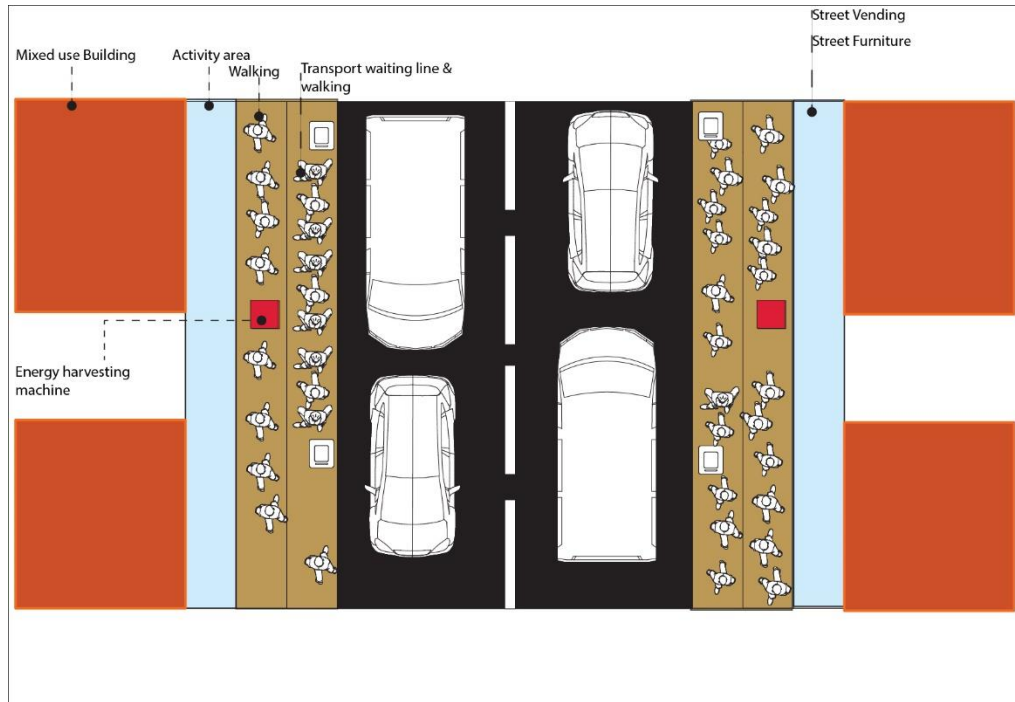 Mixed use Building
Activity area
Walking
Transport waiting line &
walking
Street Vending
Street Furniture
Energy harvesting
machine